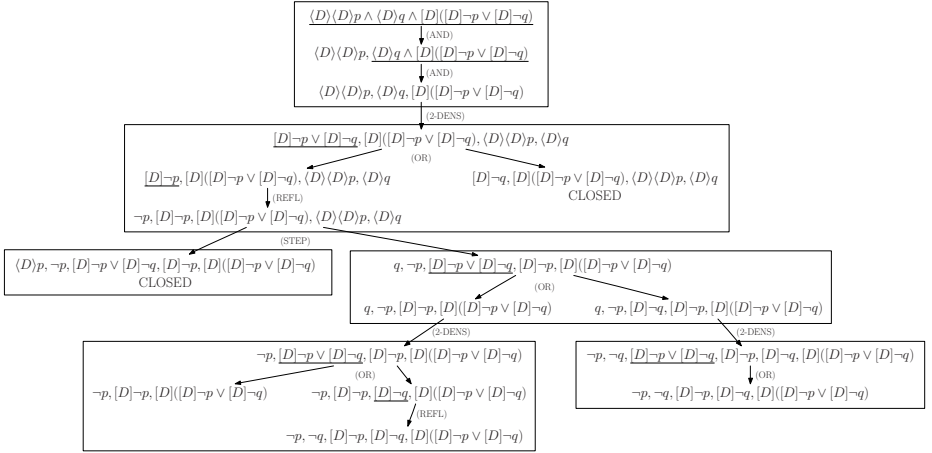 ⟨D⟩⟨D⟩p ∧ ⟨D⟩q ∧ [D]([D]¬p ∨ [D]¬q)
(AND)
⟨D⟩⟨D⟩p, ⟨D⟩q ∧ [D]([D]¬p ∨ [D]¬q)
(AND)
⟨D⟩⟨D⟩p, ⟨D⟩q, [D]([D]¬p ∨ [D]¬q)
(2-DENS)
[D]¬p ∨ [D]¬q, [D]([D]¬p ∨ [D]¬q), ⟨D⟩⟨D⟩p, ⟨D⟩q
(OR)
[D]¬p, [D]([D]¬p ∨ [D]¬q), ⟨D⟩⟨D⟩p, ⟨D⟩q
[D]¬q, [D]([D]¬p ∨ [D]¬q), ⟨D⟩⟨D⟩p, ⟨D⟩q
CLOSED
(REFL)
¬p, [D]¬p, [D]([D]¬p ∨ [D]¬q), ⟨D⟩⟨D⟩p, ⟨D⟩q
(STEP)
⟨D⟩p, ¬p, [D]¬p ∨ [D]¬q, [D]¬p, [D]([D]¬p ∨ [D]¬q)
CLOSED
q, ¬p, [D]¬p ∨ [D]¬q, [D]¬p, [D]([D]¬p ∨ [D]¬q)
(OR)
q, ¬p, [D]¬p, [D]([D]¬p ∨ [D]¬q)
q, ¬p, [D]¬q, [D]¬p, [D]([D]¬p ∨ [D]¬q)
(2-DENS)
(2-DENS)
¬p, [D]¬p ∨ [D]¬q, [D]¬p, [D]([D]¬p ∨ [D]¬q)
(OR)
¬p, [D]¬p, [D]([D]¬p ∨ [D]¬q)
¬p, [D]¬p, [D]¬q, [D]([D]¬p ∨ [D]¬q)
(REFL)
¬p, ¬q, [D]¬p, [D]¬q, [D]([D]¬p ∨ [D]¬q)
¬p, ¬q, [D]¬p ∨ [D]¬q, [D]¬p, [D]¬q, [D]([D]¬p ∨ [D]¬q)
(OR)
¬p, ¬q, [D]¬p, [D]¬q, [D]([D]¬p ∨ [D]¬q)